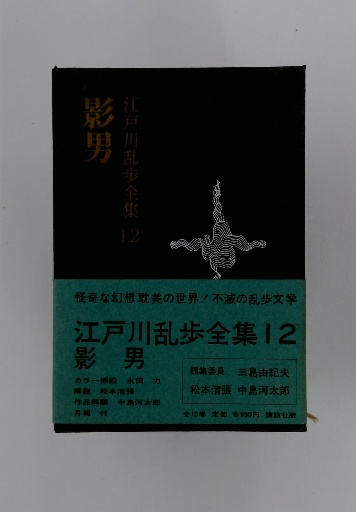 影男
江戸川乱歩全集 12
怪奇な幻想耽美の世界!不滅の乱歩文学
江戸川乱歩全集12
影 男
カラー挿絵 永田 力
解説 松本清張
作品解題 中島河太郎
月報 付
編集委員 三島由紀夫
松本清張 中島河太郎
全15巻 定価 各690円 講談社版